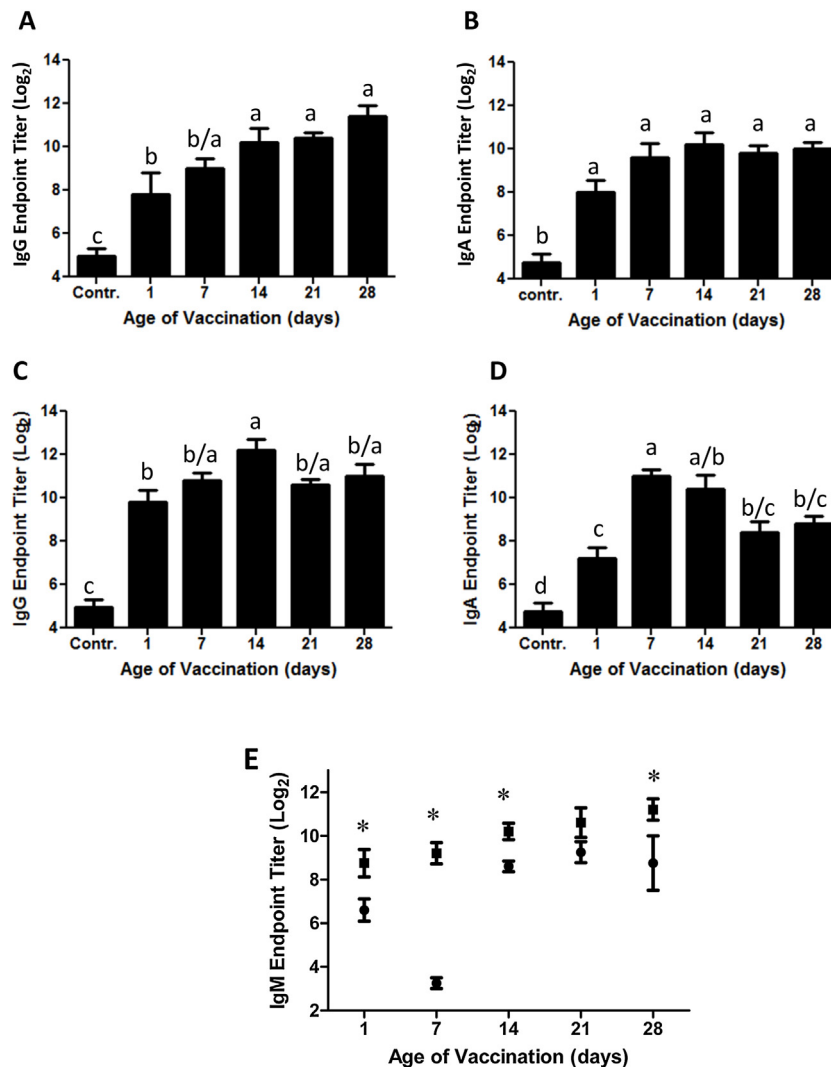 A
IgG Endpoint Titer (Log2)
14
12
10
8
6
4
c
b
b/a
a
a
a
Contr. 1 7 14 21 28
Age of Vaccination (days)
B
IgA Endpoint Titer (Log2)
14
12
10
8
6
4
b
a
a
a
a
a
contr. 1 7 14 21 28
Age of Vaccination (days)
C
IgG Endpoint Titer (Log2)
14
12
10
8
6
4
c
b
b/a
a
b/a
b/a
Contr. 1 7 14 21 28
Age of Vaccination (days)
D
IgA Endpoint Titer (Log2)
14
12
10
8
6
4
d
c
a
a/b
b/c
b/c
Contr. 1 7 14 21 28
Age of Vaccination (days)
E
IgM Endpoint Titer (Log2)
12
10
8
6
4
2
* * * *
1 7 14 21 28
Age of Vaccination (days)